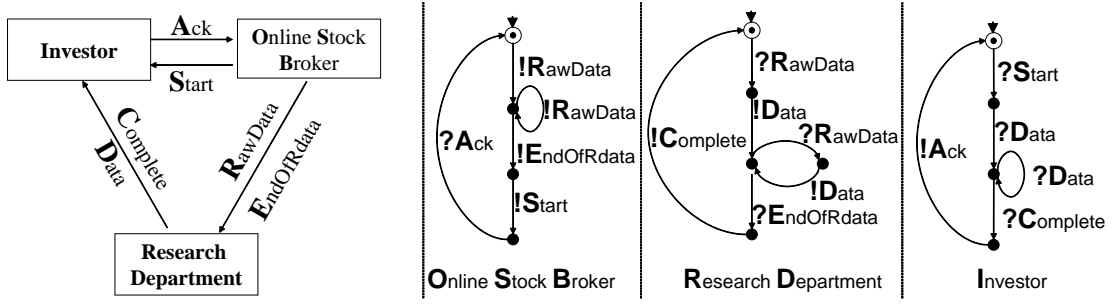 Investor
Ack
Start
Online Stock
Broker
Complete
Data
RawData
EndOfRdata
Research
Department
!RawData
!RawData
?Ack
!EndOfRdata
!Start
Online Stock Broker
?RawData
!Data
?RawData
!Complete
!Data
?EndOfRdata
Research Department
?Start
?Data
!Ack
?Data
?Complete
Investor